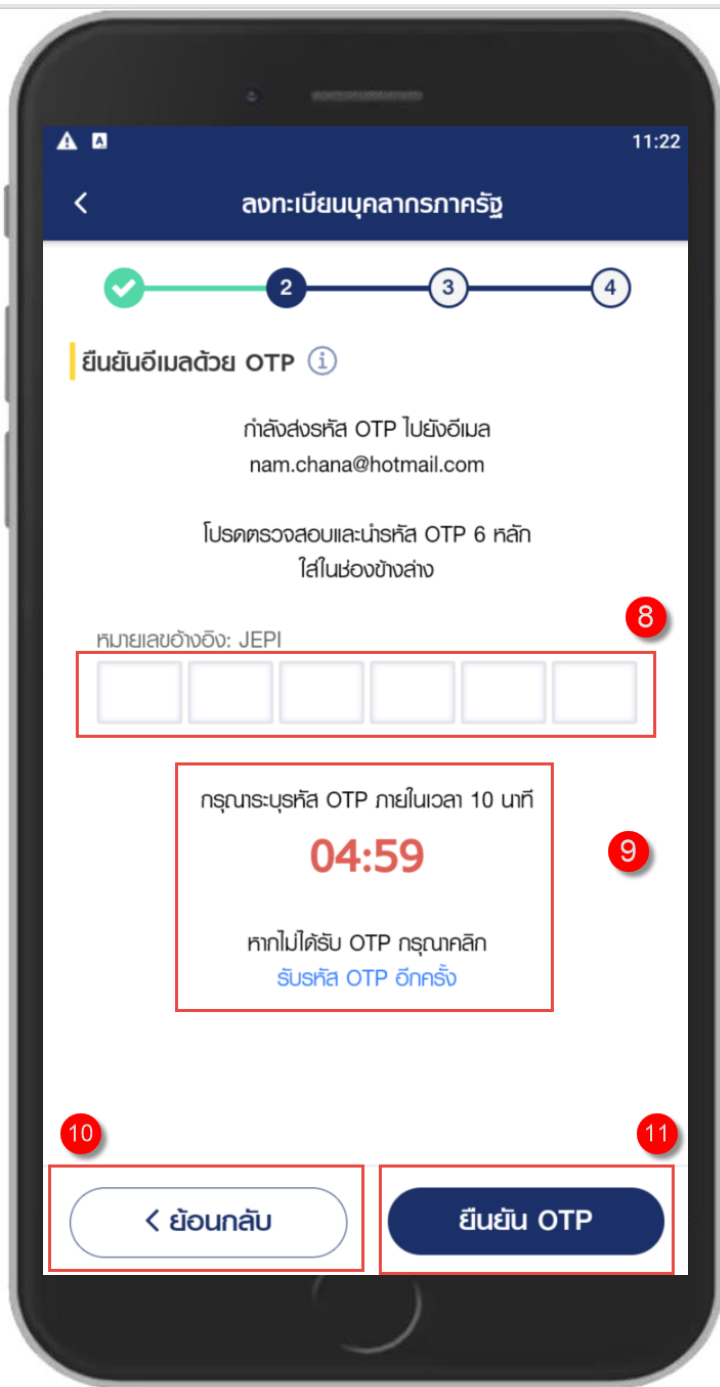 11:22
ลงทะเบียนบุคลากรภาครัฐ
2
3
4
ยืนยันอีเมลด้วย OTP
กำลังส่งรหัส OTP ไปยังอีเมล
nam.chana@hotmail.com
โปรดตรวจสอบและนำรหัส OTP 6 หลัก
ใส่ในช่องข้างล่าง
8
หมายเลขอ้างอิง: JEPI
กรุณาระบุรหัส OTP ภายในเวลา 10 นาที
04:59
9
หากไม่ได้รับ OTP กรุณาคลิก
รับรหัส OTP อีกครั้ง
10
11
< ย้อนกลับ
ยืนยัน OTP